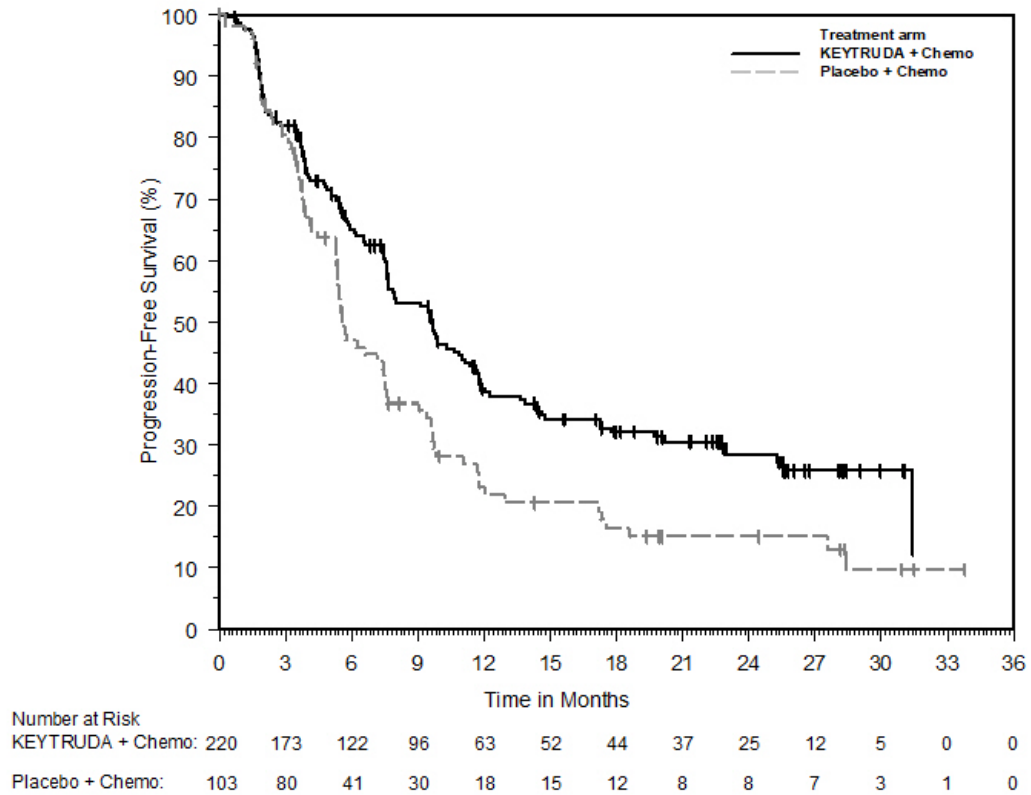 Treatment arm
KEYTRUDA + Chemo
Placebo + Chemo
Progression-Free Survival (%)
100
90
80
70
60
50
40
30
20
10
0
0 3 6 9 12 15 18 21 24 27 30 33 36
Time in Months
Number at Risk
KEYTRUDA + Chemo: 220 173 122 96 63 52 44 37 25 12 5 0 0
Placebo + Chemo: 103 80 41 30 18 15 12 8 8 7 3 1 0